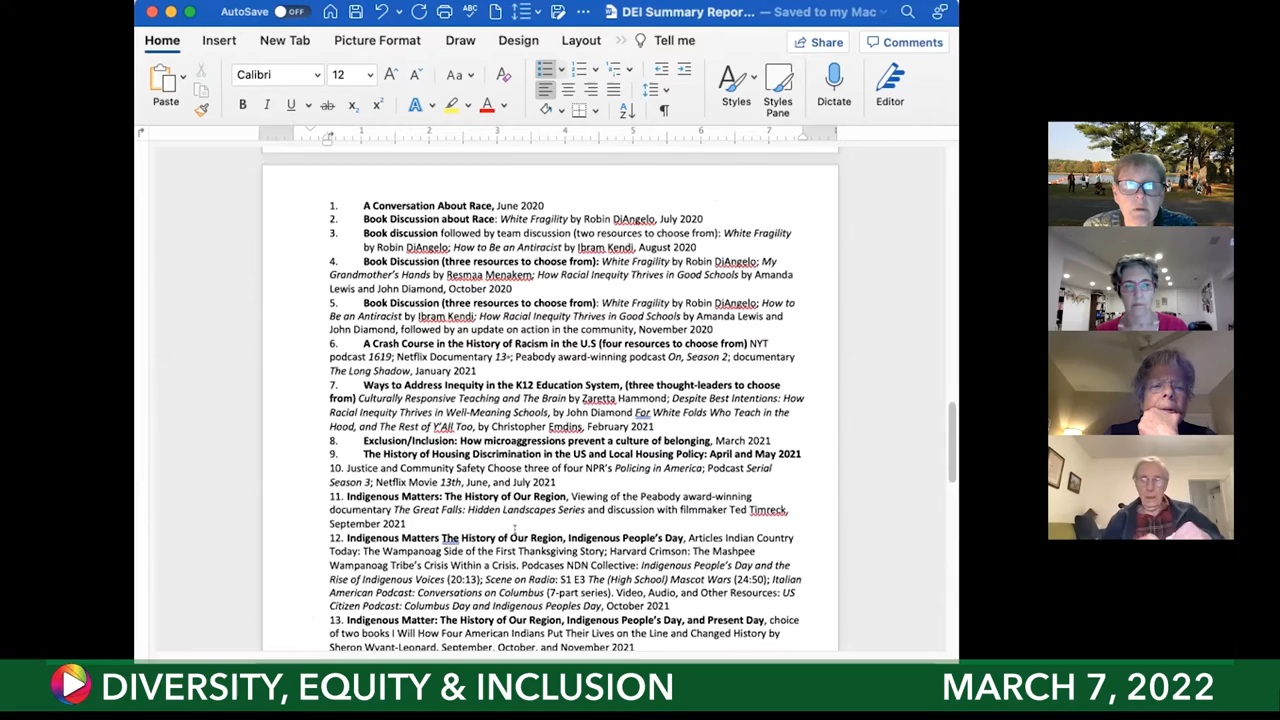 AutoSave OFF DEI Summary Repor... — Saved to my Mac
Home Insert New Tab Picture Format Draw Design Layout Tell me Share Comments
Calibri 12 Aa
Paste Styles Styles Pane Dictate Editor
1 2 3 4 5 6 7
1. A Conversation About Race, June 2020
2. Book Discussion about Race: White Fragility by Robin DiAngelo, July 2020
3. Book discussion followed by team discussion (two resources to choose from): White Fragility
by Robin DiAngelo; How to Be an Antiracist by Ibram Kendi, August 2020
4. Book Discussion (three resources to choose from): White Fragility by Robin DiAngelo; My
Grandmother's Hands by Resmaa Menakem; How Racial Inequity Thrives in Good Schools by Amanda
Lewis and John Diamond, October 2020
5. Book Discussion (three resources to choose from): White Fragility by Robin DiAngelo; How to
Be an Antiracist by Ibram Kendi; How Racial Inequity Thrives in Good Schools by Amanda Lewis and
John Diamond, followed by an update on action in the community, November 2020
6. A Crash Course in the History of Racism in the U.S (four resources to choose from) NYT
podcast 1619; Netflix Documentary 13th; Peabody award-winning podcast On, Season 2; documentary
The Long Shadow, January 2021
7. Ways to Address Inequity in the K12 Education System, (three thought-leaders to choose
from) Culturally Responsive Teaching and The Brain by Zaretta Hammond; Despite Best Intentions: How
Racial Inequity Thrives in Well-Meaning Schools, by John Diamond For White Folks Who Teach in the
Hood, and The Rest of Y'All Too, by Christopher Emdins, February 2021
8. Exclusion/Inclusion: How microaggressions prevent a culture of belonging, March 2021
9. The History of Housing Discrimination in the US and Local Housing Policy: April and May 2021
10. Justice and Community Safety Choose three of four NPR's Policing in America; Podcast Serial
Season 3; Netflix Movie 13th, June, and July 2021
11. Indigenous Matters: The History of Our Region, Viewing of the Peabody award-winning
documentary The Great Falls: Hidden Landscapes Series and discussion with filmmaker Ted Timreck,
September 2021
12. Indigenous Matters The History of Our Region, Indigenous People's Day, Articles Indian Country
Today: The Wampanoag Side of the First Thanksgiving Story; Harvard Crimson: The Mashpee
Wampanoag Tribe's Crisis Within a Crisis. Podcases NDN Collective: Indigenous People's Day and the
Rise of Indigenous Voices (20:13); Scene on Radio: S1 E3 The (High School) Mascot Wars (24:50); Italian
American Podcast: Conversations on Columbus (7-part series). Video, Audio, and Other Resources: US
Citizen Podcast: Columbus Day and Indigenous Peoples Day, October 2021
13. Indigenous Matter: The History of Our Region, Indigenous People's Day, and Present Day, choice
of two books I Will How Four American Indians Put Their Lives on the Line and Changed History by
Sheron Wyant-Leonard, September, October, and November 2021
DIVERSITY, EQUITY & INCLUSION MARCH 7, 2022